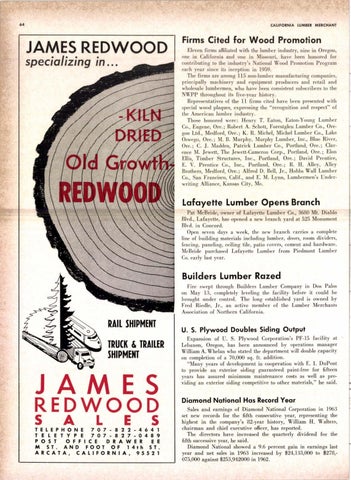 64
CALIFORNIA LUMBER MERCHANT
JAMES REDWOOD
specializing in...
-KILN
DRIED
Old Growth-
REDWOOD
RAIL SHIPMENT
TRUCK & TRAILER
SHIPMENT
JAMES
REDWOOD
SALES
TELEPHONE 707-822-4641
TELETYPE 707-827-0489
POST OFFICE DRAWER EE
M ST. AND FOOT OF 14th ST.
ARCATA, CALIFORNIA, 95521
Firms Cited for Wood Promotion
Eleven firms affiliated with the lumber industry, nine in Oregon,
one in California and one in Missouri, have been honored for
contributing to the industry's National Wood Promotion Program
each year since its inception in 1959.
The firms are among 115 non-lumber manufacturing companies,
principally machinery and equipment producers and retail and
wholesale lumbermen, who have been consistent subscribers to the
NWPP throughout its five-year history.
Representatives of the 11 firms cited have been presented with
special wood plaques, expressing the "recognition and respect" of
the American lumber industry.
Those honored were: Henry T. Eaton, Eaton-Young Lumber
Co., Eugene, Ore.; Robert A. Schott, Forestglen Lumber Co., Ore-
gon Ltd., Medford, Ore.; K. R. Michel, Michel Lumber Co., Lake
Oswego, Ore.; M. B. Murphy, Murphy Lumber, Inc., Blue River,
Ore.; C. J. Madden, Patrick Lumber Co., Portland, Ore.; Clar-
ence M. Jewett, The Jewett-Cameron Corp., Portland, Ore.; Elon
Ellis, Timber Structures, Inc., Portland, Ore.; David Prentice,
E. V. Prentice Co., Inc., Portland, Ore.; B. H. Alley, Alley
Brothers, Medford, Ore.; Alfred D. Bell, Jr., Hobbs Wall Lumber
Co., San Francisco, Calif., and E. M. Lynn, Lumbermen's Under-
writing Alliance, Kansas City, Mo.
Lafayette Lumber Opens Branch
Pat McBride, owner of Lafayette Lumber Co., 3600 Mt. Diablo
Blvd., Lafayette, has opened a new branch yard at 525 Monument
Blvd. in Concord.
Open seven days a week, the new branch carries a complete
line of building materials including lumber, doors, room dividers,
fencing, paneling, ceiling tile, patio covers, cement and hardware.
McBride purchased Lafayette Lumber from Piedmont Lumber
Co. early last year.
Builders Lumber Razed
Fire swept through Builders Lumber Company in Dos Palos
on May 13, completely leveling the facility before it could be
brought under control. The long established yard is owned by
Fred Riedle, Jr., an active member of the Lumber Merchants
Association of Northern California.
U. S. Plywood Doubles Siding Output
Expansion of U. S. Plywood Corporation's PF-15 facility at
Lebanon, Oregon, has been announced by operations manager
William A. Whelan who stated the department will double capacity
on completion of a 70,000 sq. ft. addition.
"Many years of development in cooperation with E. I. DuPont
to provide an exterior siding guaranteed paint-free for fifteen
years has assured minimum maintenance costs as well as pro-
viding an exterior siding competitive to other materials," he said.
Diamond National Has Record Year
Sales and earnings of Diamond National Corporation in 1963
set new records for the fifth consecutive year, representing the
highest in the company's 82-year history, William H. Walters,
chairman and chief executive officer, has reported.
The directors have increased the quarterly dividend for the
fifth successive year, he said.
Diamond National showed a 9.6 percent gain in earnings last
year and net sales in 1963 increased by $24,133,000 to $278,-
075,000 against $253,912000 in 1962.